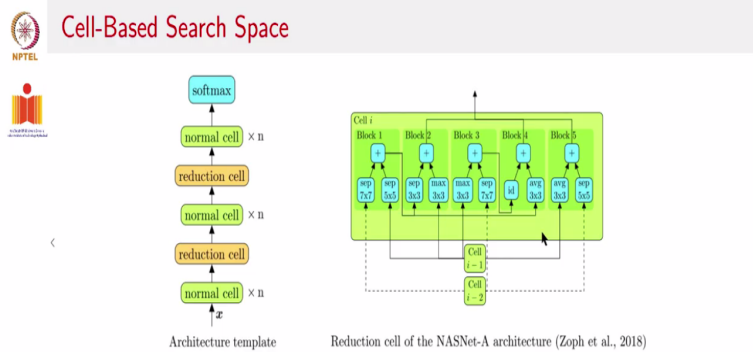 Cell-Based Search Space
NPTEL
softmax
normal cell × n
reduction cell
normal cell × n
reduction cell
normal cell × n
x
Architecture template
Cell i
Block 1 Block 2 Block 3 Block 4 Block 5
+ + + + +
sep 7x7 sep 5x5 sep 3x3 max 3x3 max 3x3 sep 7x7 id avg 3x3 avg 3x3 sep 5x5
Cell
i − 1
Cell
i − 2
Reduction cell of the NASNet-A architecture (Zoph et al., 2018)